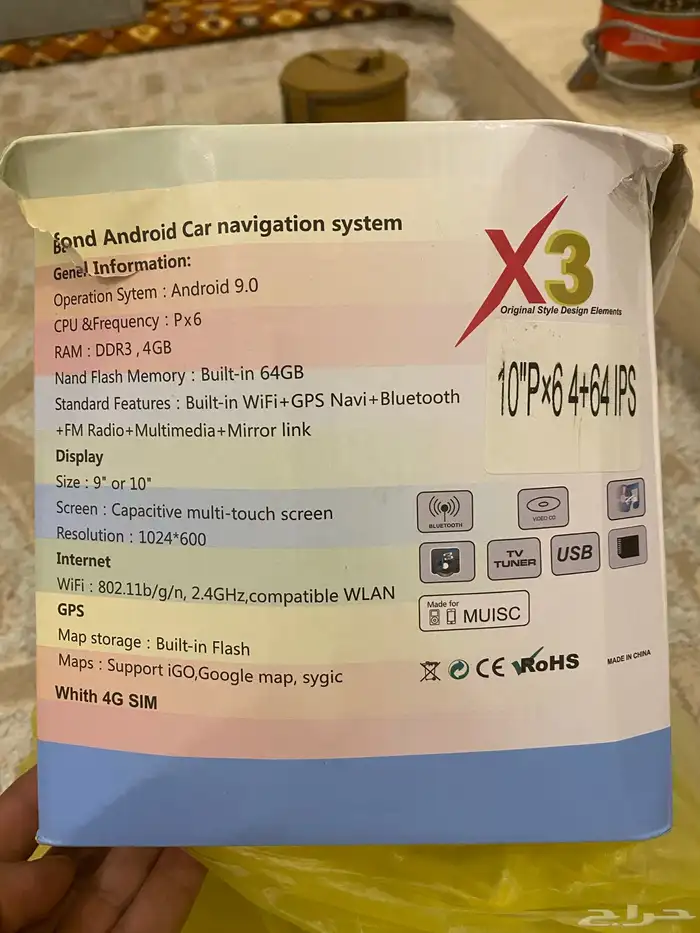 fond Android Car navigation system
Genel Information:
Operation Sytem : Android 9.0
CPU &Frequency : Px6
RAM : DDR3 , 4GB
Nand Flash Memory : Built-in 64GB
Standard Features : Built-in WiFi+GPS Navi+Bluetooth
+FM Radio+Multimedia+Mirror link
Display
Size : 9" or 10"
Screen : Capacitive multi-touch screen
Resolution : 1024*600
Internet
WiFi : 802.11b/g/n, 2.4GHz,compatible WLAN
GPS
Map storage : Built-in Flash
Maps : Support iGO,Google map, sygic
Whith 4G SIM
X3
Original Style Design Elements
10"P×6 4+64 IPS
BLUETOOTH
VIDEO CD
TV
TUNER
USB
Made for
MUISC
CE
RoHS
MADE IN CHINA
حراج